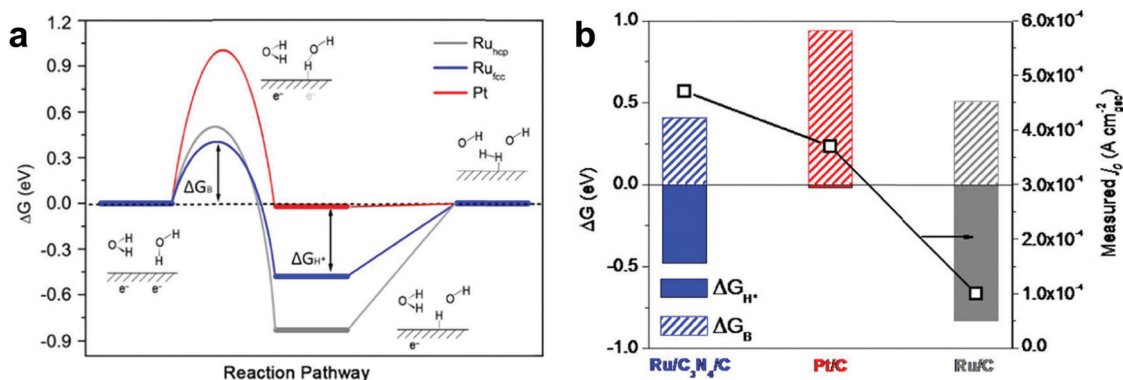 a
1.2
0.9
0.6
0.3
0.0
-0.3
-0.6
-0.9
ΔG (eV)
Ru_hcp
Ru_fcc
Pt
O H H
O H H
e⁻ e⁻
ΔG_B
ΔG_H*
O H H
O H H
e⁻ e⁻
O H O H
H H
O H H
O H
H
e⁻
Reaction Pathway
b
1.0
0.5
0.0
-0.5
-1.0
ΔG (eV)
ΔG_H*
ΔG_B
Ru/C₃N₄/C
Pt/C
Ru/C
6.0x10⁻⁴
5.0x10⁻⁴
4.0x10⁻⁴
3.0x10⁻⁴
2.0x10⁻⁴
1.0x10⁻⁴
0.0
Measured j₀ (A cm⁻²geo)